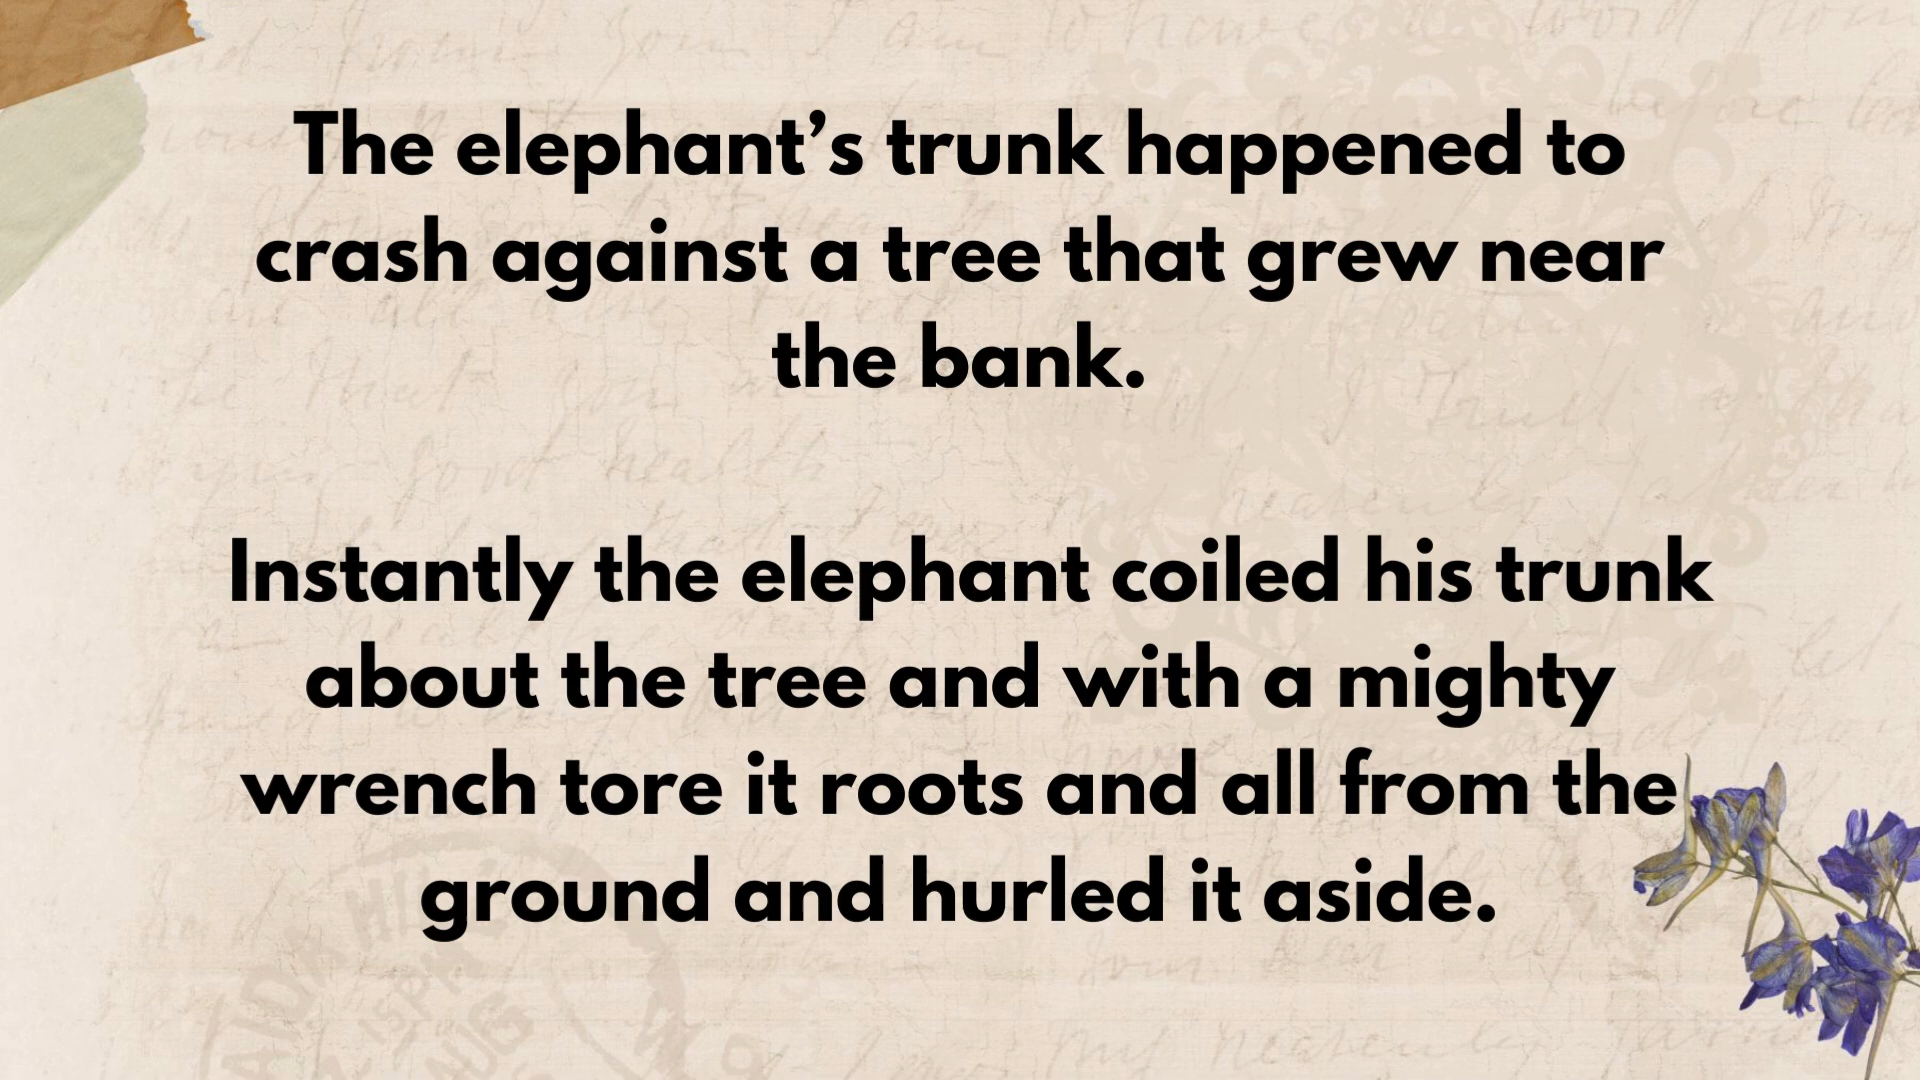 The elephant’s trunk happened to
crash against a tree that grew near
the bank.
Instantly the elephant coiled his trunk
about the tree and with a mighty
wrench tore it roots and all from the
ground and hurled it aside.